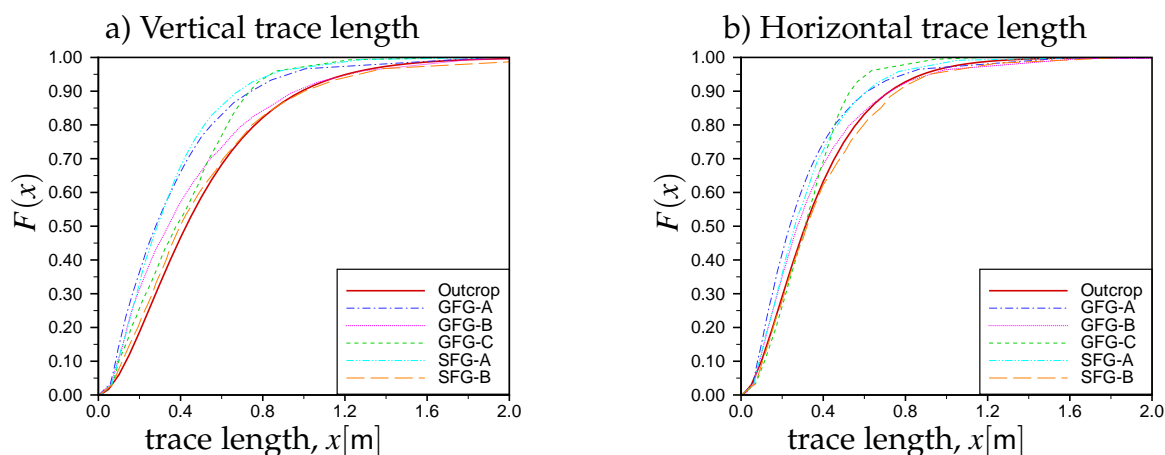 a) Vertical trace length
1.00
0.90
0.80
0.70
0.60
0.50
0.40
0.30
0.20
0.10
0.00
F(x)
0.0 0.4 0.8 1.2 1.6 2.0
trace length, x[m]
Outcrop
GFG-A
GFG-B
GFG-C
SFG-A
SFG-B
b) Horizontal trace length
1.00
0.90
0.80
0.70
0.60
0.50
0.40
0.30
0.20
0.10
0.00
F(x)
0.0 0.4 0.8 1.2 1.6 2.0
trace length, x[m]
Outcrop
GFG-A
GFG-B
GFG-C
SFG-A
SFG-B